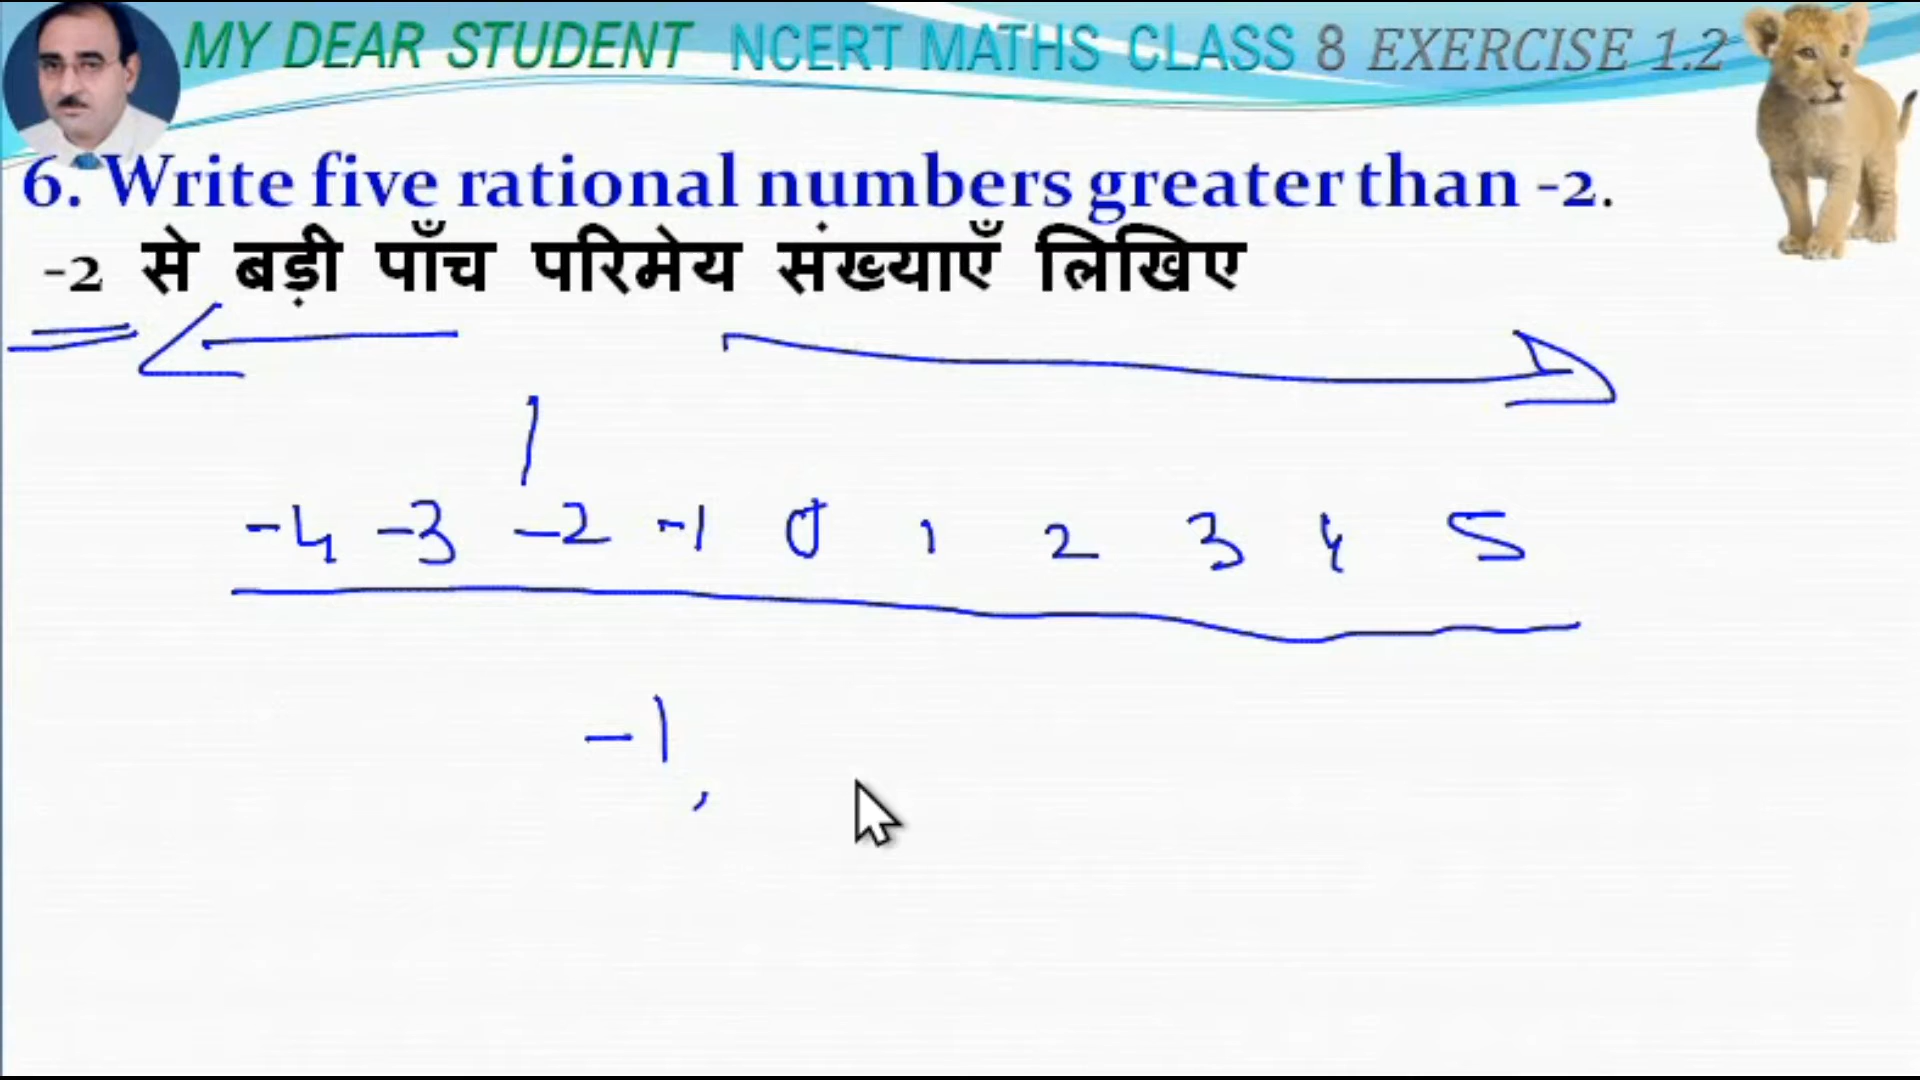 MY DEAR STUDENT NCERT MATHS CLASS 8 EXERCISE 1.2
6. Write five rational numbers greater than -2.
-2 से बड़ी पाँच परिमेय संख्याएँ लिखिए
-4 -3 -2 -1 0 1 2 3 4 5
-1,